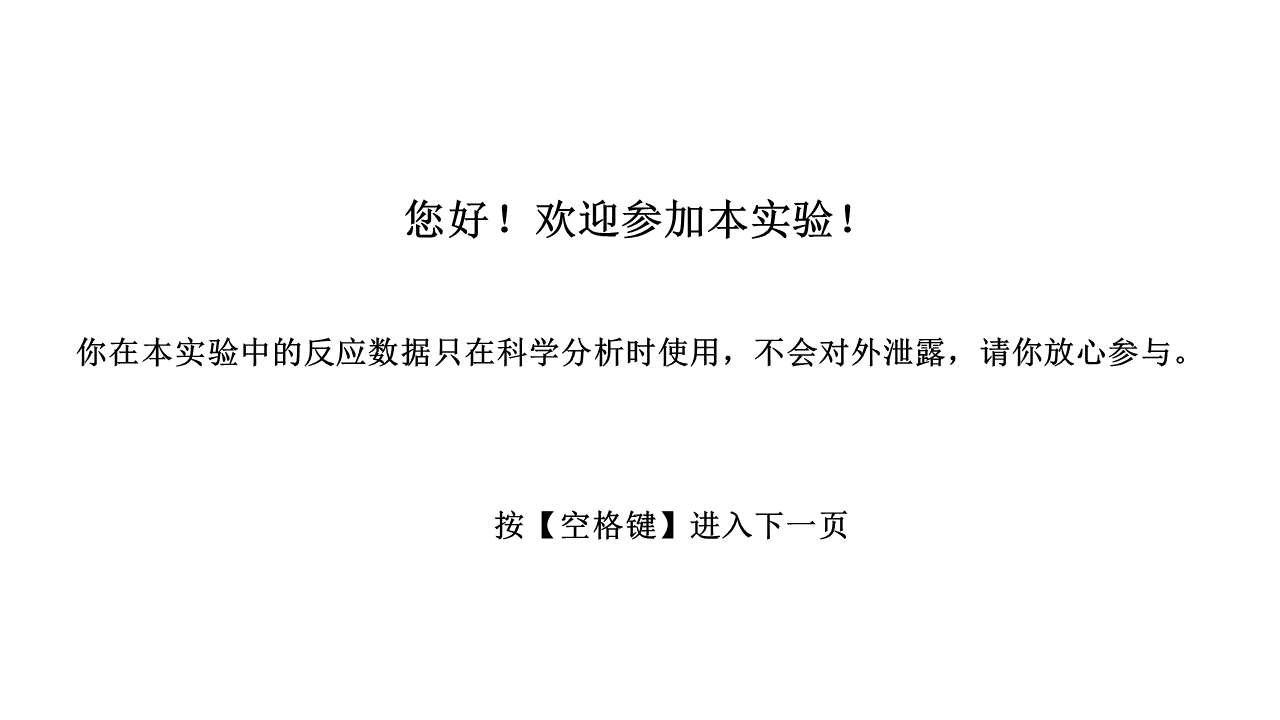 您好！欢迎参加本实验！
你在本实验中的反应数据只在科学分析时使用，不会对外泄露，请你放心参与。
按【空格键】进入下一页